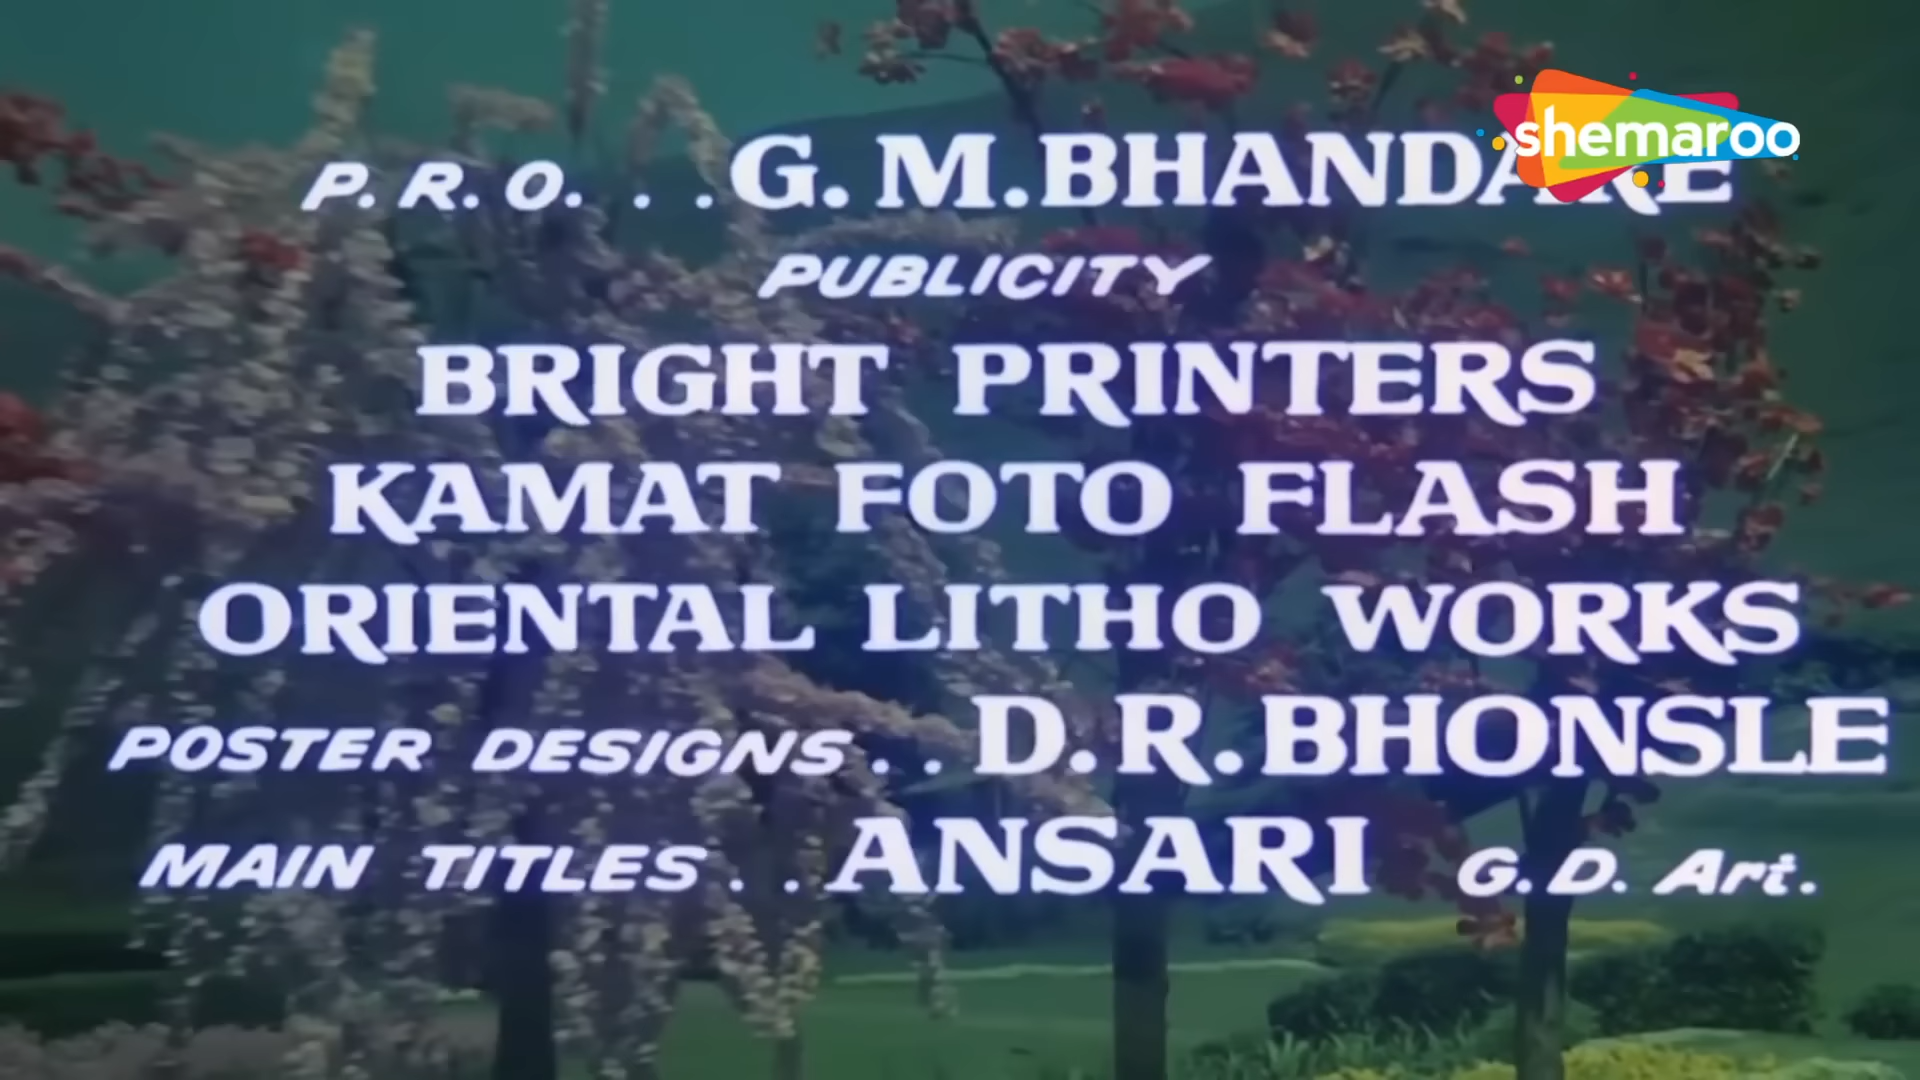 shemaroo
P.R.O. . . G. M. BHANDARE
PUBLICITY
BRIGHT PRINTERS
KAMAT FOTO FLASH
ORIENTAL LITHO WORKS
POSTER DESIGNS . . D. R. BHONSLE
MAIN TITLES . . ANSARI G.D. Art.